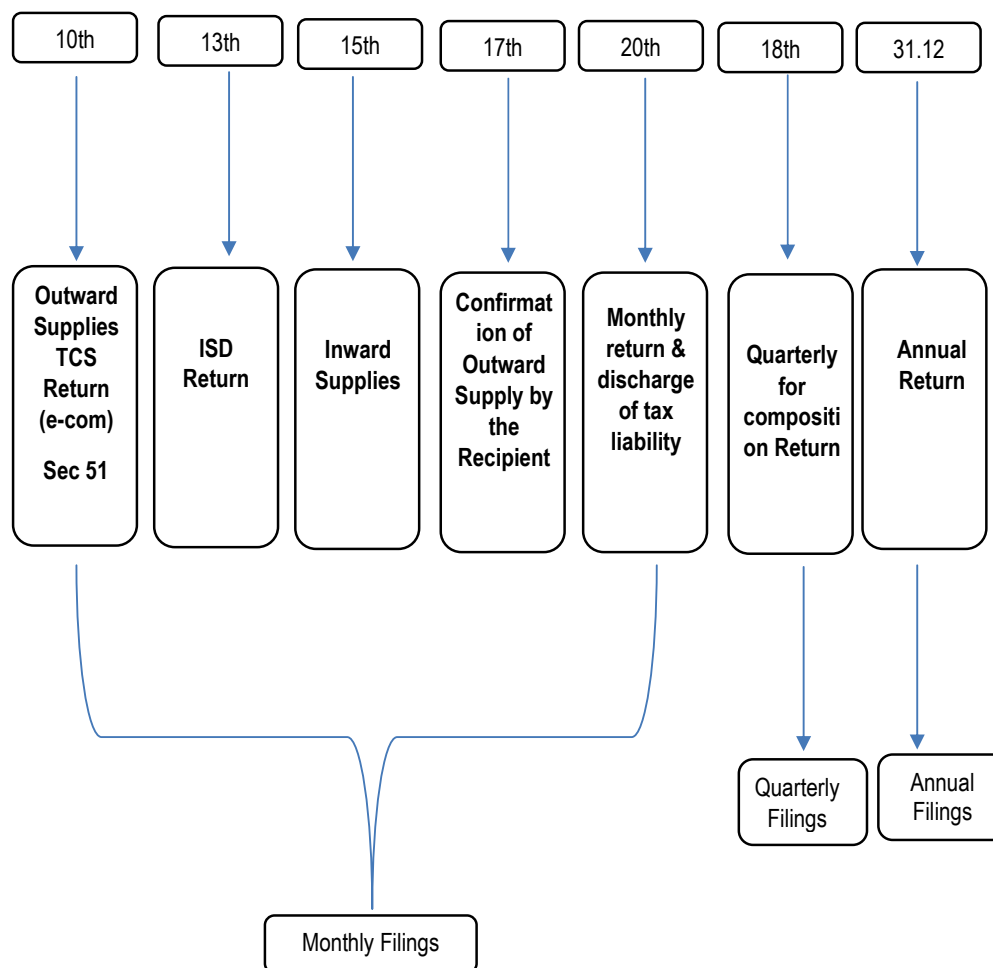 10th
13th
15th
17th
20th
18th
31.12
Outward
Supplies
TCS
Return
(e-com)
Sec 51
ISD
Return
Inward
Supplies
Confirmat
ion of
Outward
Supply by
the
Recipient
Monthly
return &
discharge
of tax
liability
Quarterly
for
compositi
on Return
Annual
Return
Quarterly
Filings
Annual
Filings
Monthly Filings